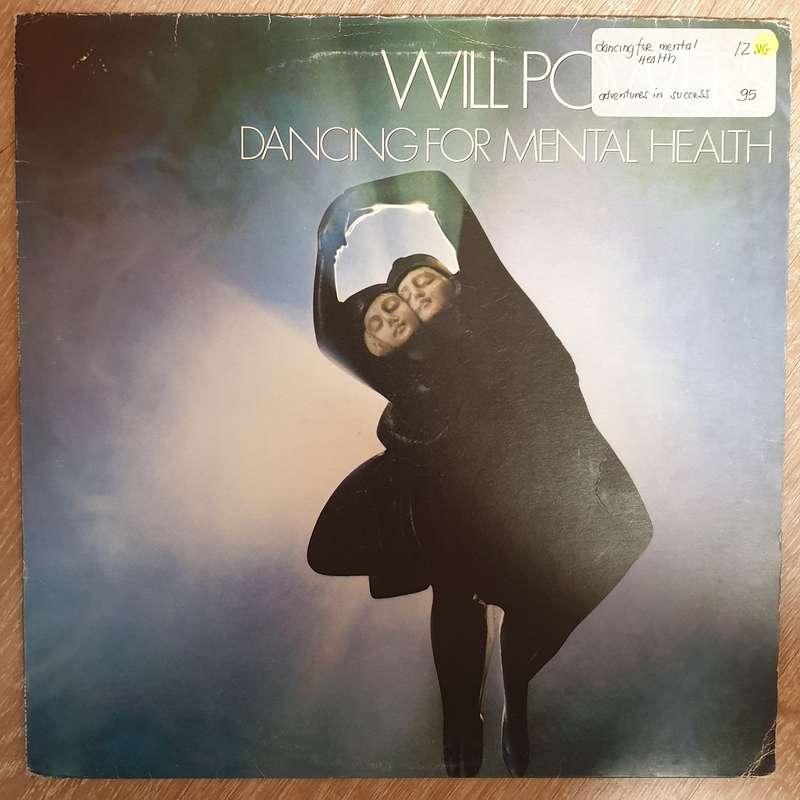 WILL PO
DANCING FOR MENTAL HEALTH
dancing for mental 12 VG
Health
adventures in success 95